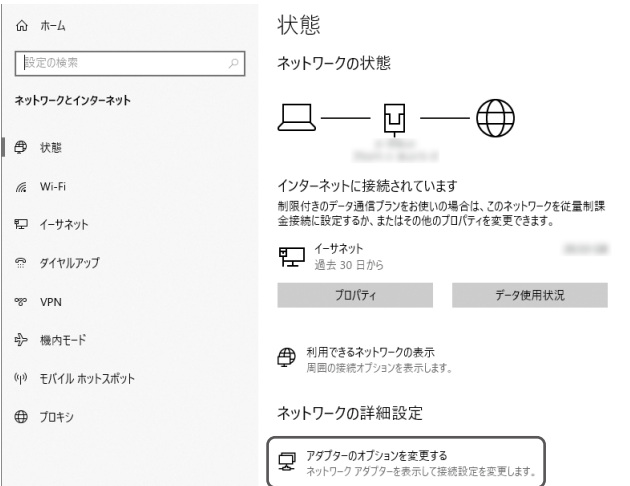 ホーム
設定の検索
ネットワークとインターネット
状態
Wi-Fi
イーサネット
ダイヤルアップ
VPN
機内モード
モバイル ホットスポット
プロキシ
状態
ネットワークの状態
インターネットに接続されています
制限付きのデータ通信プランをお使いの場合は、このネットワークを従量制課
金接続に設定するか、またはその他のプロパティを変更できます。
イーサネット
過去 30 日から
プロパティ
データ使用状況
利用できるネットワークの表示
周囲の接続オプションを表示します。
ネットワークの詳細設定
アダプターのオプションを変更する
ネットワーク アダプターを表示して接続設定を変更します。